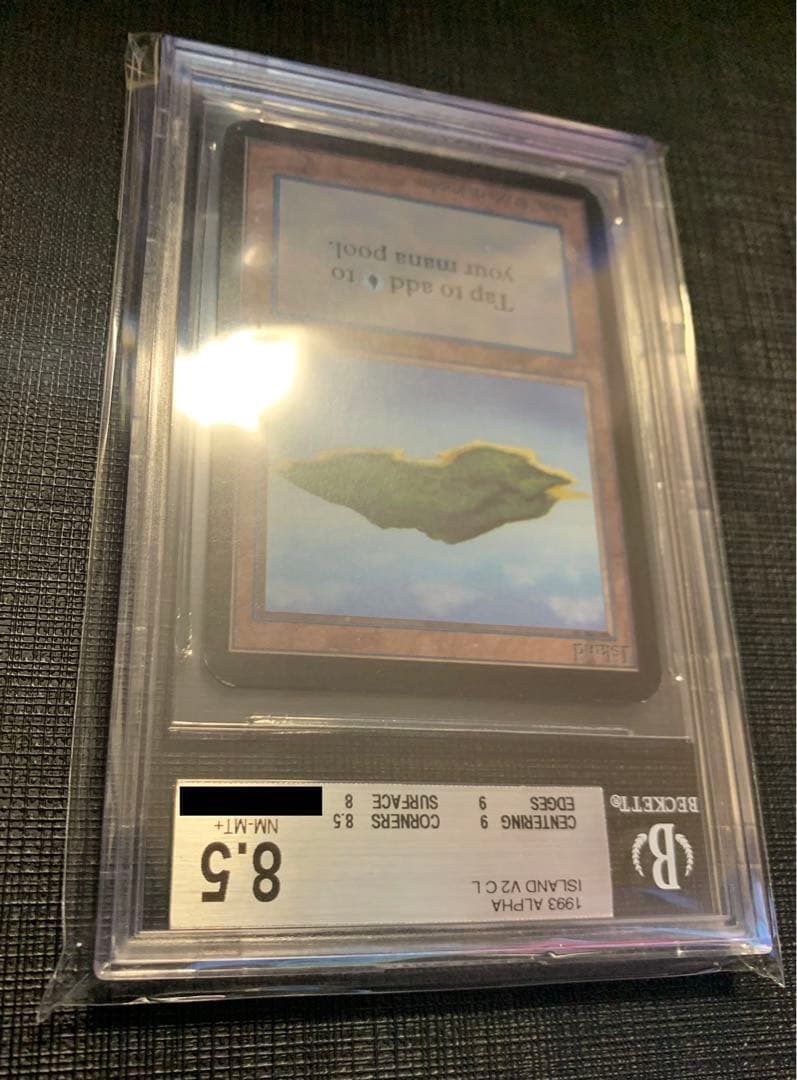 BECKETT®
B
1993 ALPHA
ISLAND V2 C L
CENTERING 9 CORNERS 8.5
EDGES 9 SURFACE 8
8.5
NM-MT+
Island
Tap to add to
your mana pool.